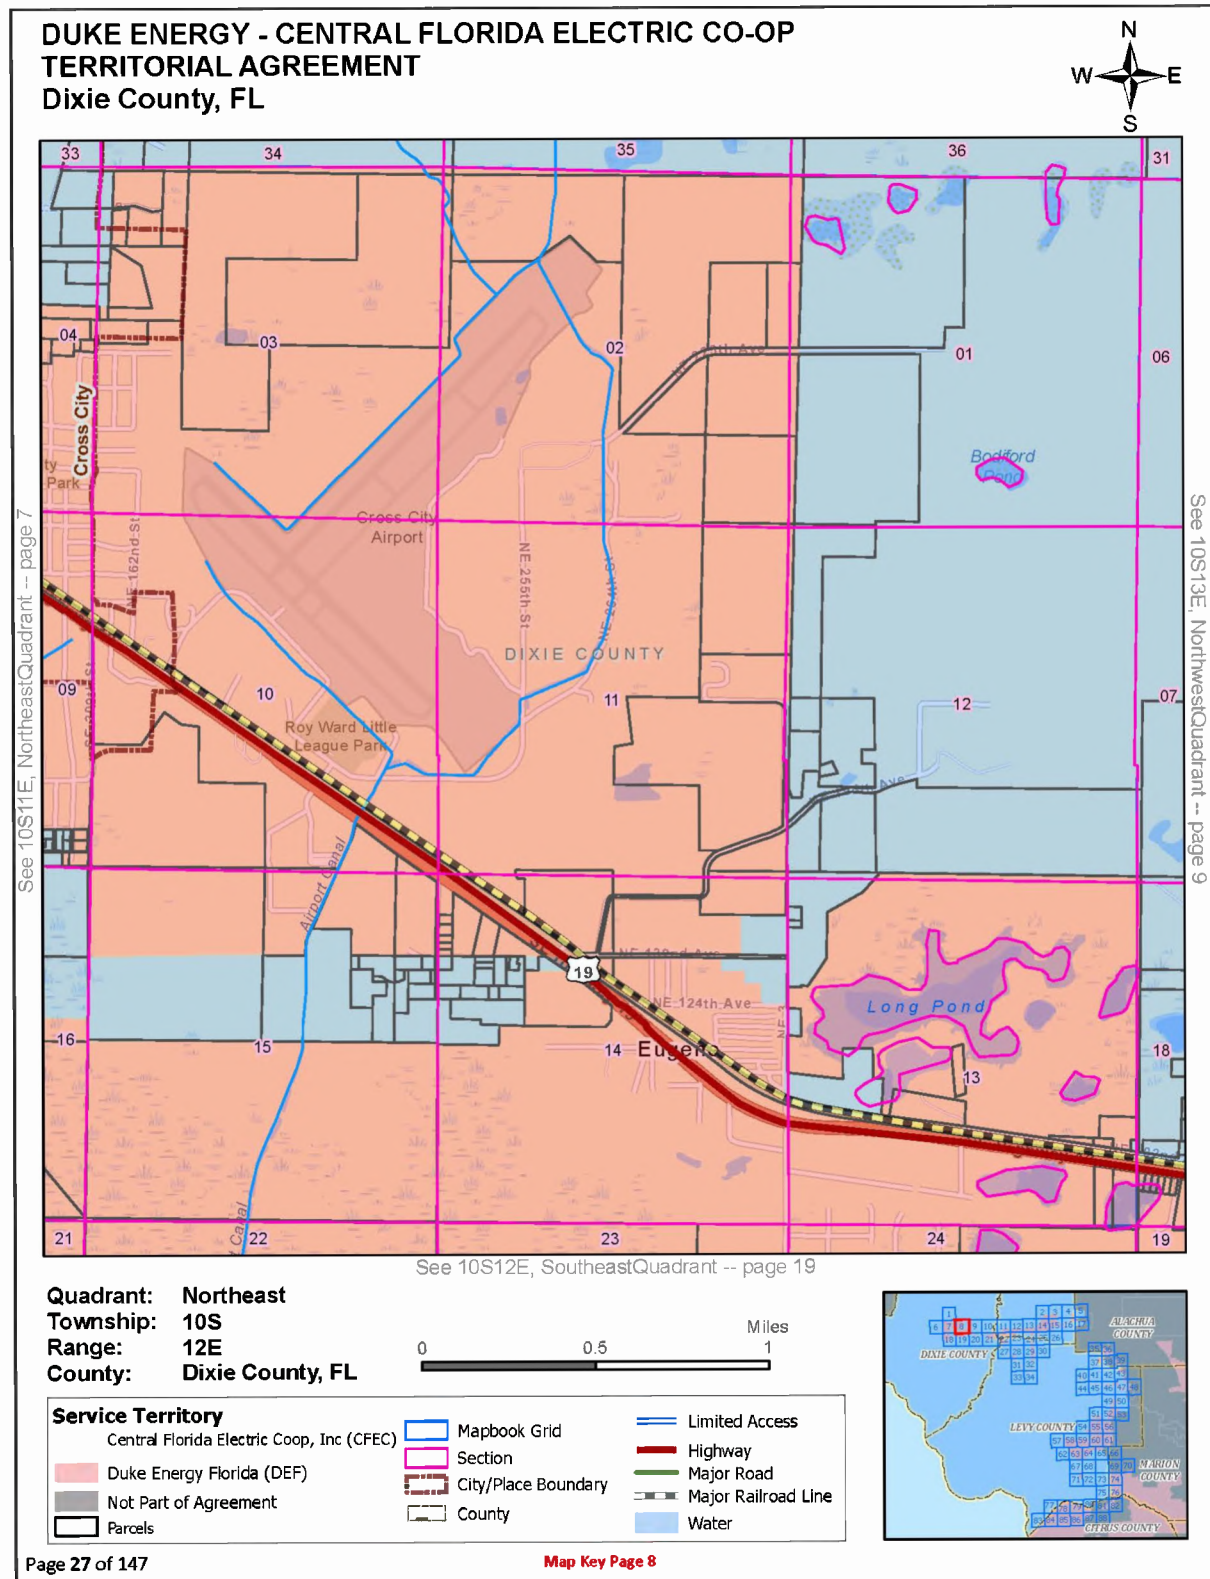 DUKE ENERGY - CENTRAL FLORIDA ELECTRIC CO-OP
TERRITORIAL AGREEMENT
Dixie County, FL
N
W E
S
33 34 35 36 31
04 03 02 01 06
NE 162nd St
Cross City
ty
Park
Bodiford
Pond
Cross City
Airport
NE 255th St
DIXIE COUNTY
09 10 11 12 07
Roy Ward Little
League Park
Airport Canal
19
NE 124th Ave
Long Pond
16 15 14 Eugene 13 18
t Canal
21 22 23 24 19
See 10S11E, NortheastQuadrant -- page 7
See 10S13E, NorthwestQuadrant -- page 9
See 10S12E, SoutheastQuadrant -- page 19
Quadrant: Northeast
Township: 10S
Range: 12E
County: Dixie County, FL
Miles
0 0.5 1
Service Territory
Central Florida Electric Coop, Inc (CFEC)
Duke Energy Florida (DEF)
Not Part of Agreement
Parcels
Mapbook Grid
Section
City/Place Boundary
County
Limited Access
Highway
Major Road
Major Railroad Line
Water
ALACHUA
COUNTY
DIXIE COUNTY
LEVY COUNTY
MARION
COUNTY
CITRUS COUNTY
Page 27 of 147
Map Key Page 8